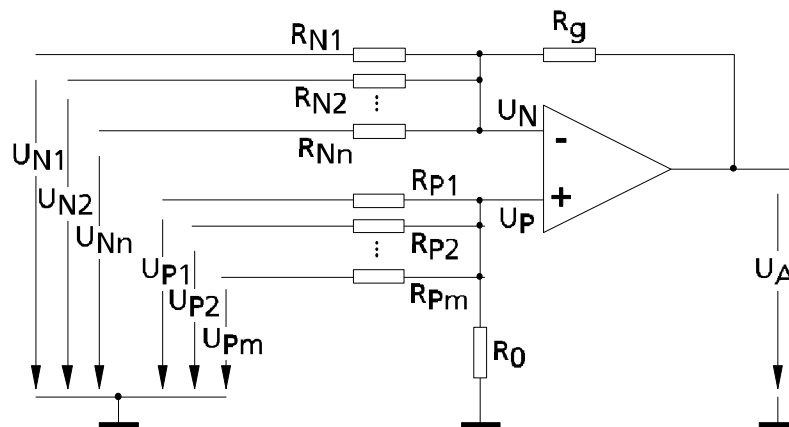 RN1
Rg
RN2
⋮
UN
RNn
-
UN1
RP1
+
UN2
UP
UNn
RP2
⋮
UP1
UP2
RPm
UA
UPm
R0